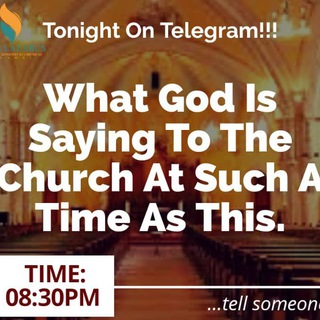 Tonight On Telegram!!!
What God Is
Saying To The
Church At Such A
Time As This.
TIME:
08:30PM
...tell someone